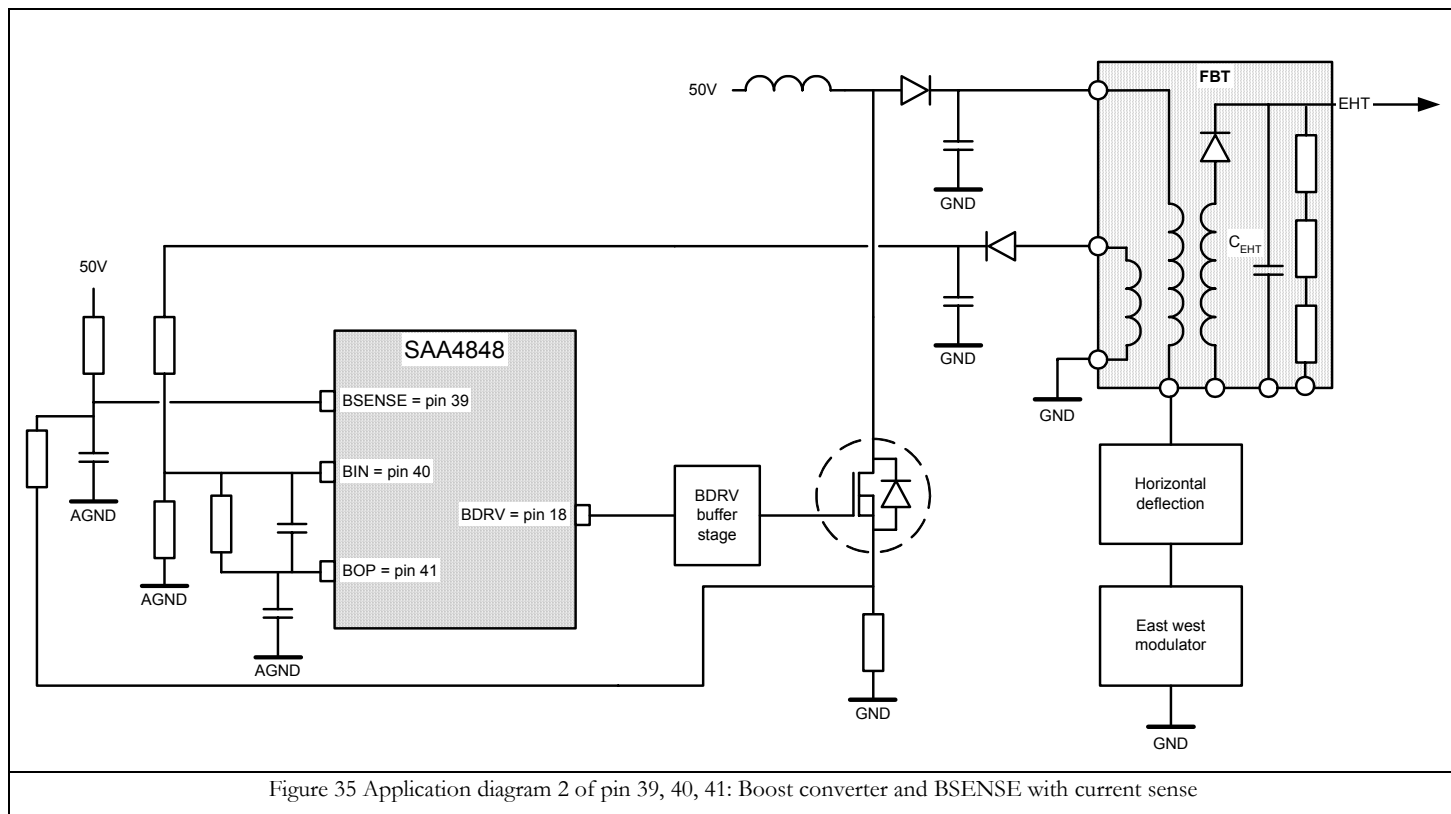 FBT
50V
EHT
GND
C_EHT
50V
GND
SAA4848
GND
BSENSE = pin 39
BIN = pin 40
Horizontal
deflection
AGND
BDRV = pin 18
BDRV
buffer
stage
BOP = pin 41
AGND
East west
modulator
AGND
GND
GND
Figure 35 Application diagram 2 of pin 39, 40, 41: Boost converter and BSENSE with current sense